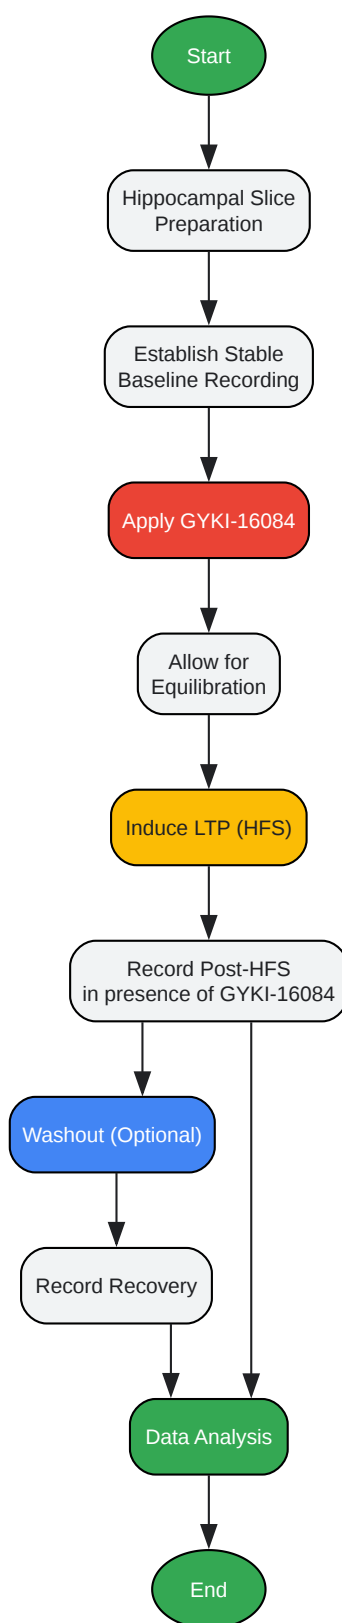 Start
Hippocampal Slice
Preparation
Establish Stable
Baseline Recording
Apply GYKI-16084
Allow for
Equilibration
Induce LTP (HFS)
Record Post-HFS
in presence of GYKI-16084
Washout (Optional)
Record Recovery
Data Analysis
End